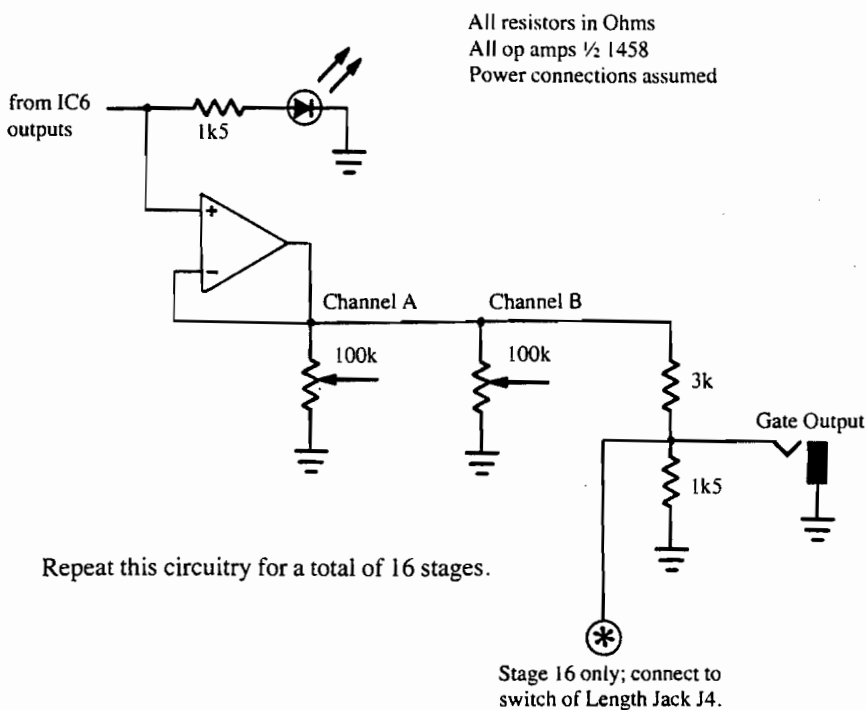 All resistors in Ohms
All op amps ½ 1458
Power connections assumed
from IC6
outputs
1k5
+
−
Channel A
Channel B
100k
100k
3k
Gate Output
1k5
Repeat this circuitry for a total of 16 stages.
*
Stage 16 only; connect to
switch of Length Jack J4.